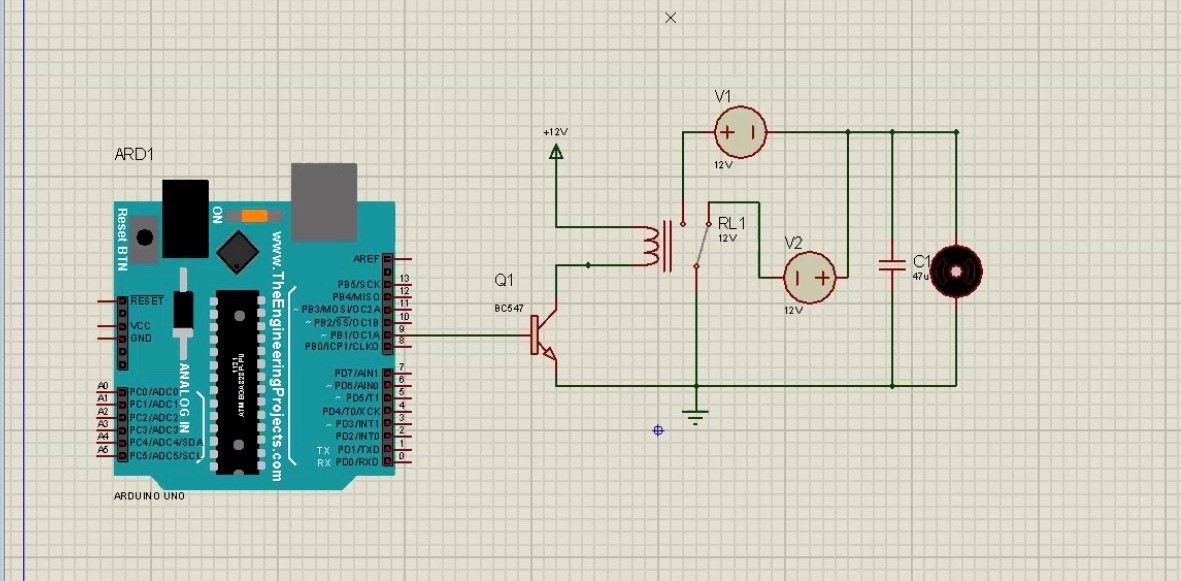 ARD1
ON
Reset BTN
www.TheEngineeringProjects.com
ANALOG IN
RESET
VCC
GND
A0 PC0/ADC0
A1 PC1/ADC1
A2 PC2/ADC2
A3 PC3/ADC3
A4 PC4/ADC4/SDA
A5 PC5/ADC5/SCL
1121
AREF
PB5/SCK 13
PB4/MISO 12
~ PB3/MOSI/OC2A 11
~ PB2/SS/OC1B 10
~ PB1/OC1A 9
PB0/ICP1/CLKO 8
PD7/AIN1 7
~ PD6/AIN0 6
~ PD5/T1 5
PD4/T0/XCK 4
~ PD3/INT1 3
PD2/INT0 2
TX PD1/TXD 1
RX PD0/RXD 0
ARDUINO UNO
+12V
Q1
BC547
V1
+
12V
RL1
12V
V2
+
12V
C1
47u